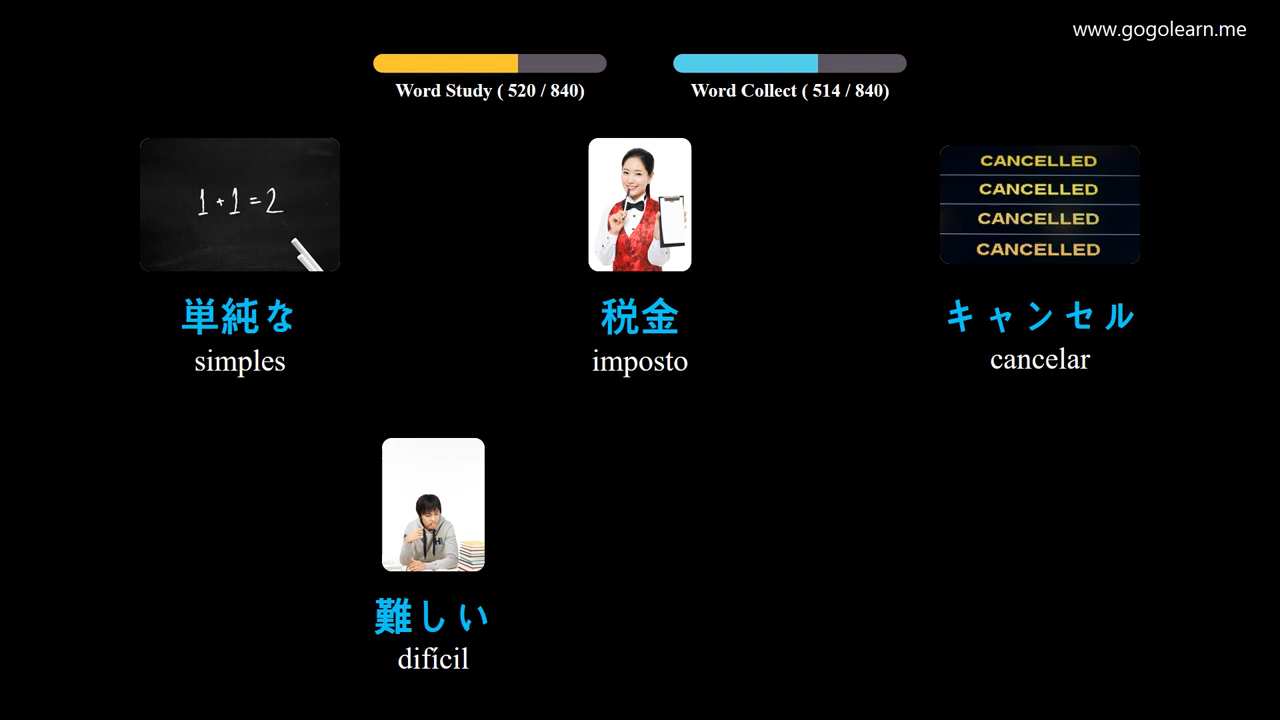 www.gogolearn.me
Word Study ( 520 / 840)
Word Collect ( 514 / 840)
1 + 1 = 2
CANCELLED
CANCELLED
CANCELLED
CANCELLED
単純な
税金
キャンセル
simples
imposto
cancelar
難しい
difícil